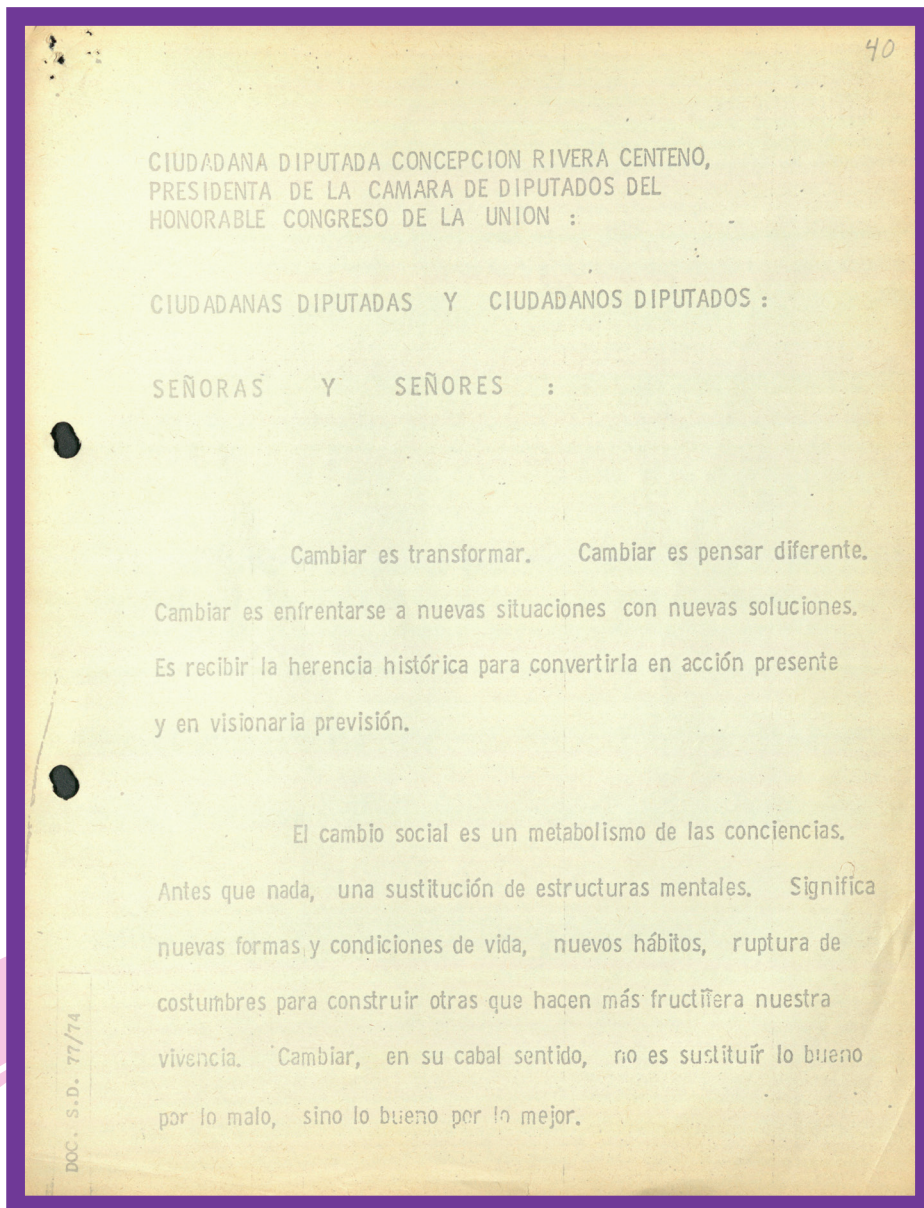 40
CIUDADANA DIPUTADA CONCEPCION RIVERA CENTENO,
PRESIDENTA DE LA CAMARA DE DIPUTADOS DEL
HONORABLE CONGRESO DE LA UNION :
CIUDADANAS DIPUTADAS Y CIUDADANOS DIPUTADOS :
SEÑORAS Y SEÑORES :
Cambiar es transformar. Cambiar es pensar diferente.
Cambiar es enfrentarse a nuevas situaciones con nuevas soluciones.
Es recibir la herencia histórica para convertirla en acción presente
y en visionaria previsión.
El cambio social es un metabolismo de las conciencias.
Antes que nada, una sustitución de estructuras mentales. Significa
nuevas formas y condiciones de vida, nuevos hábitos, ruptura de
costumbres para construir otras que hacen más fructífera nuestra
vivencia. Cambiar, en su cabal sentido, no es sustituír lo bueno
por lo malo, sino lo bueno por lo mejor.
DOC. S.D. 77/74